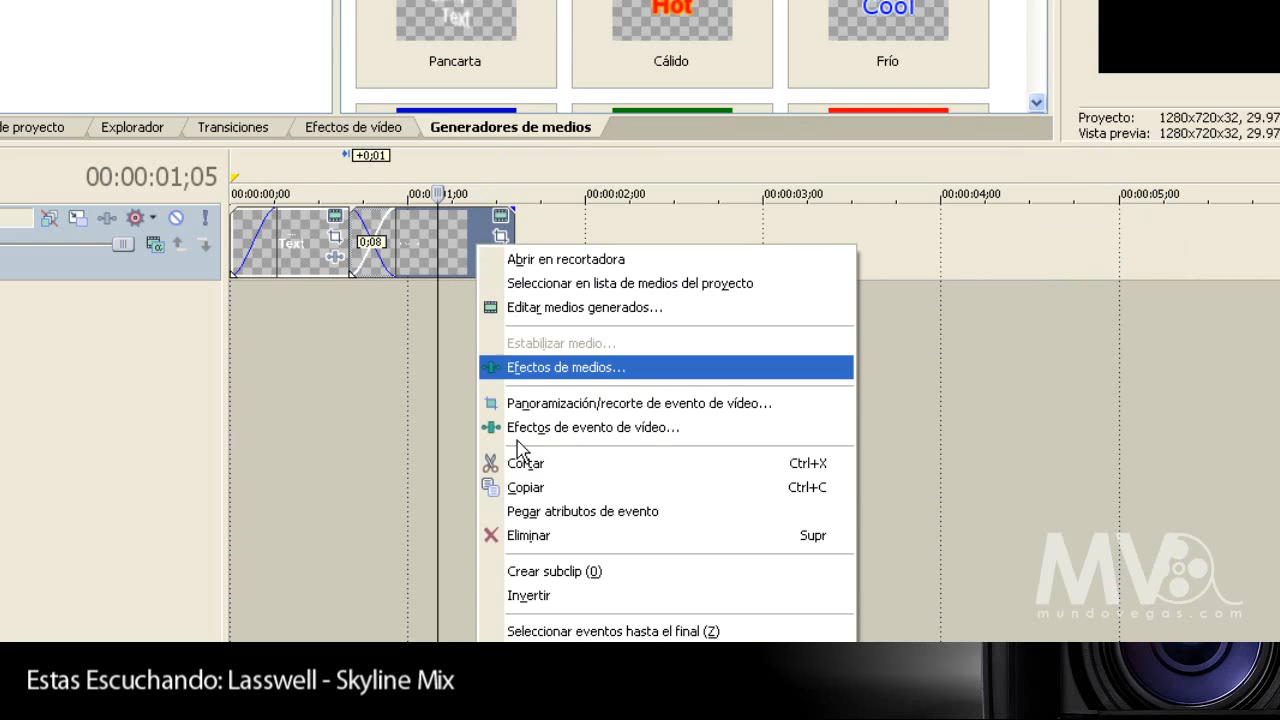 Text
Hot
Cool
Pancarta
Cálido
Frío
de proyecto
Explorador
Transiciones
Efectos de vídeo
Generadores de medios
Proyecto: 1280x720x32, 29.97
Vista previa: 1280x720x32, 29.97
+0;01
00:00:01;05
00:00:00;00
00:00:02;00
00:00:03;00
00:00:04;00
00:00:05;00
Text
0;08
Abrir en recortadora
Seleccionar en lista de medios del proyecto
Editar medios generados...
Estabilizar medio...
Efectos de medios...
Panoramización/recorte de evento de vídeo...
Efectos de evento de vídeo...
Cortar Ctrl+X
Copiar Ctrl+C
Pegar atributos de evento
Eliminar Supr
Crear subclip (0)
Invertir
Seleccionar eventos hasta el final (Z)
MV
mundovegas.com
Estas Escuchando: Lasswell - Skyline Mix